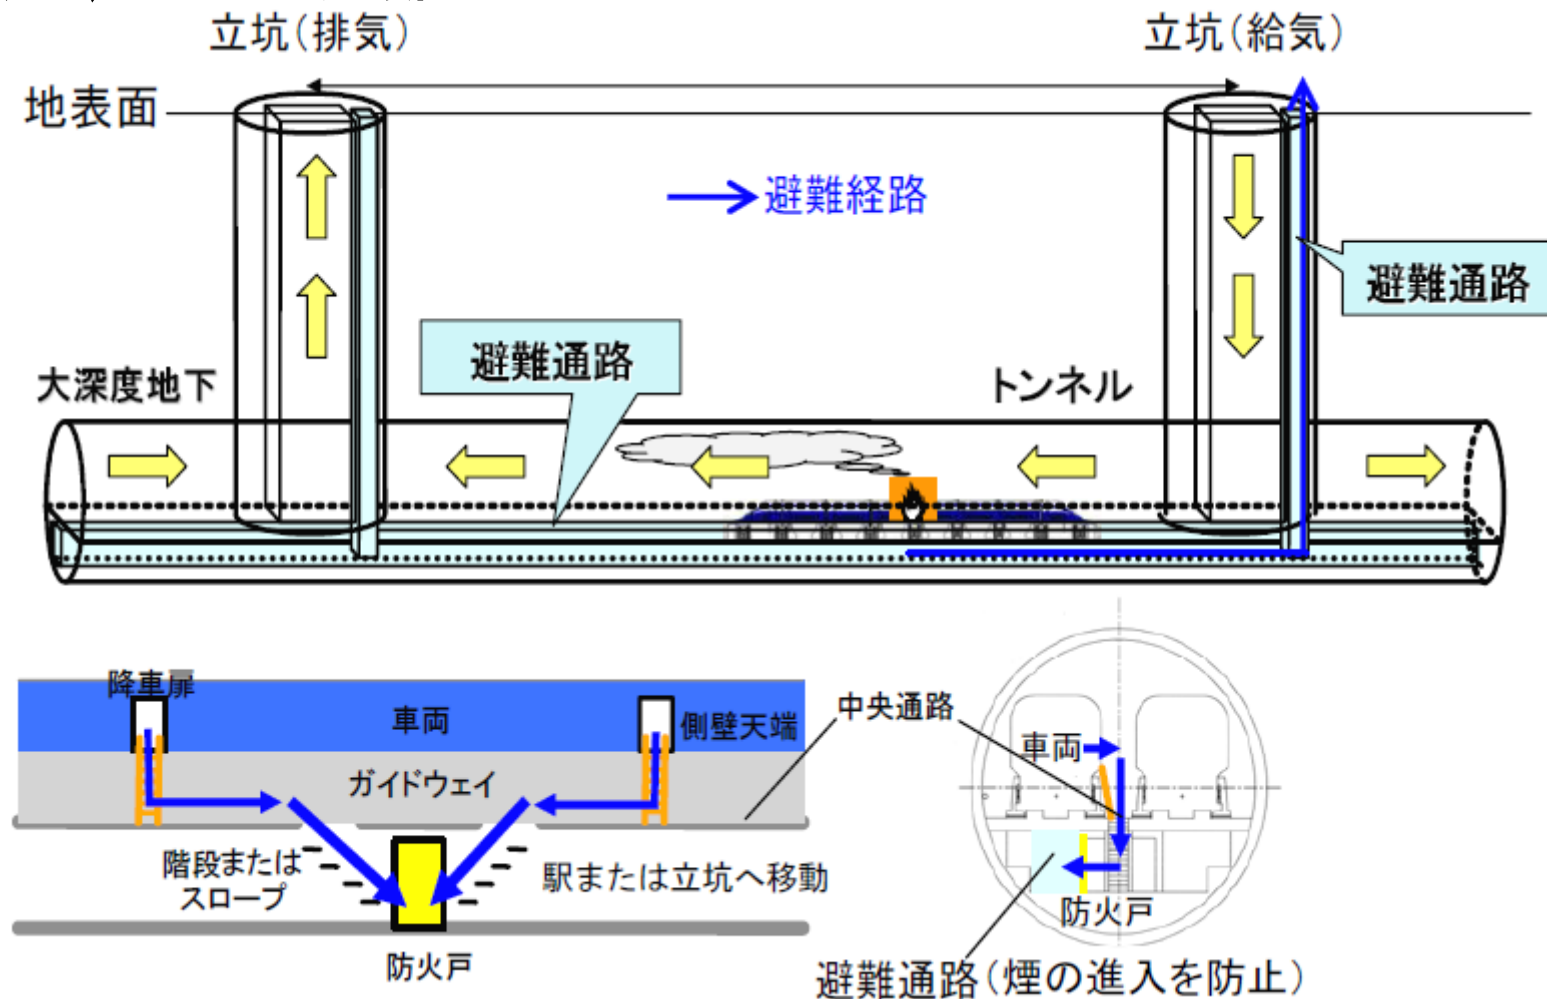 立坑(排気)
立坑(給気)
地表面
避難経路
避難通路
避難通路
大深度地下
トンネル
降車扉
車両
側壁天端
中央通路
車両
ガイドウェイ
階段または
スロープ
駅または立坑へ移動
防火戸
防火戸
避難通路(煙の進入を防止)